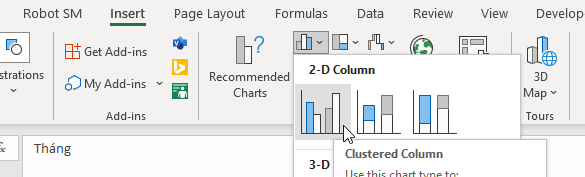 Robot SM Insert Page Layout Formulas Data Review View Develop
Get Add-ins
strations
My Add-ins
Recommended
Charts
3D
Map
Add-ins
Tours
2-D Column
Tháng
Clustered Column
3-D
Use this chart type to: